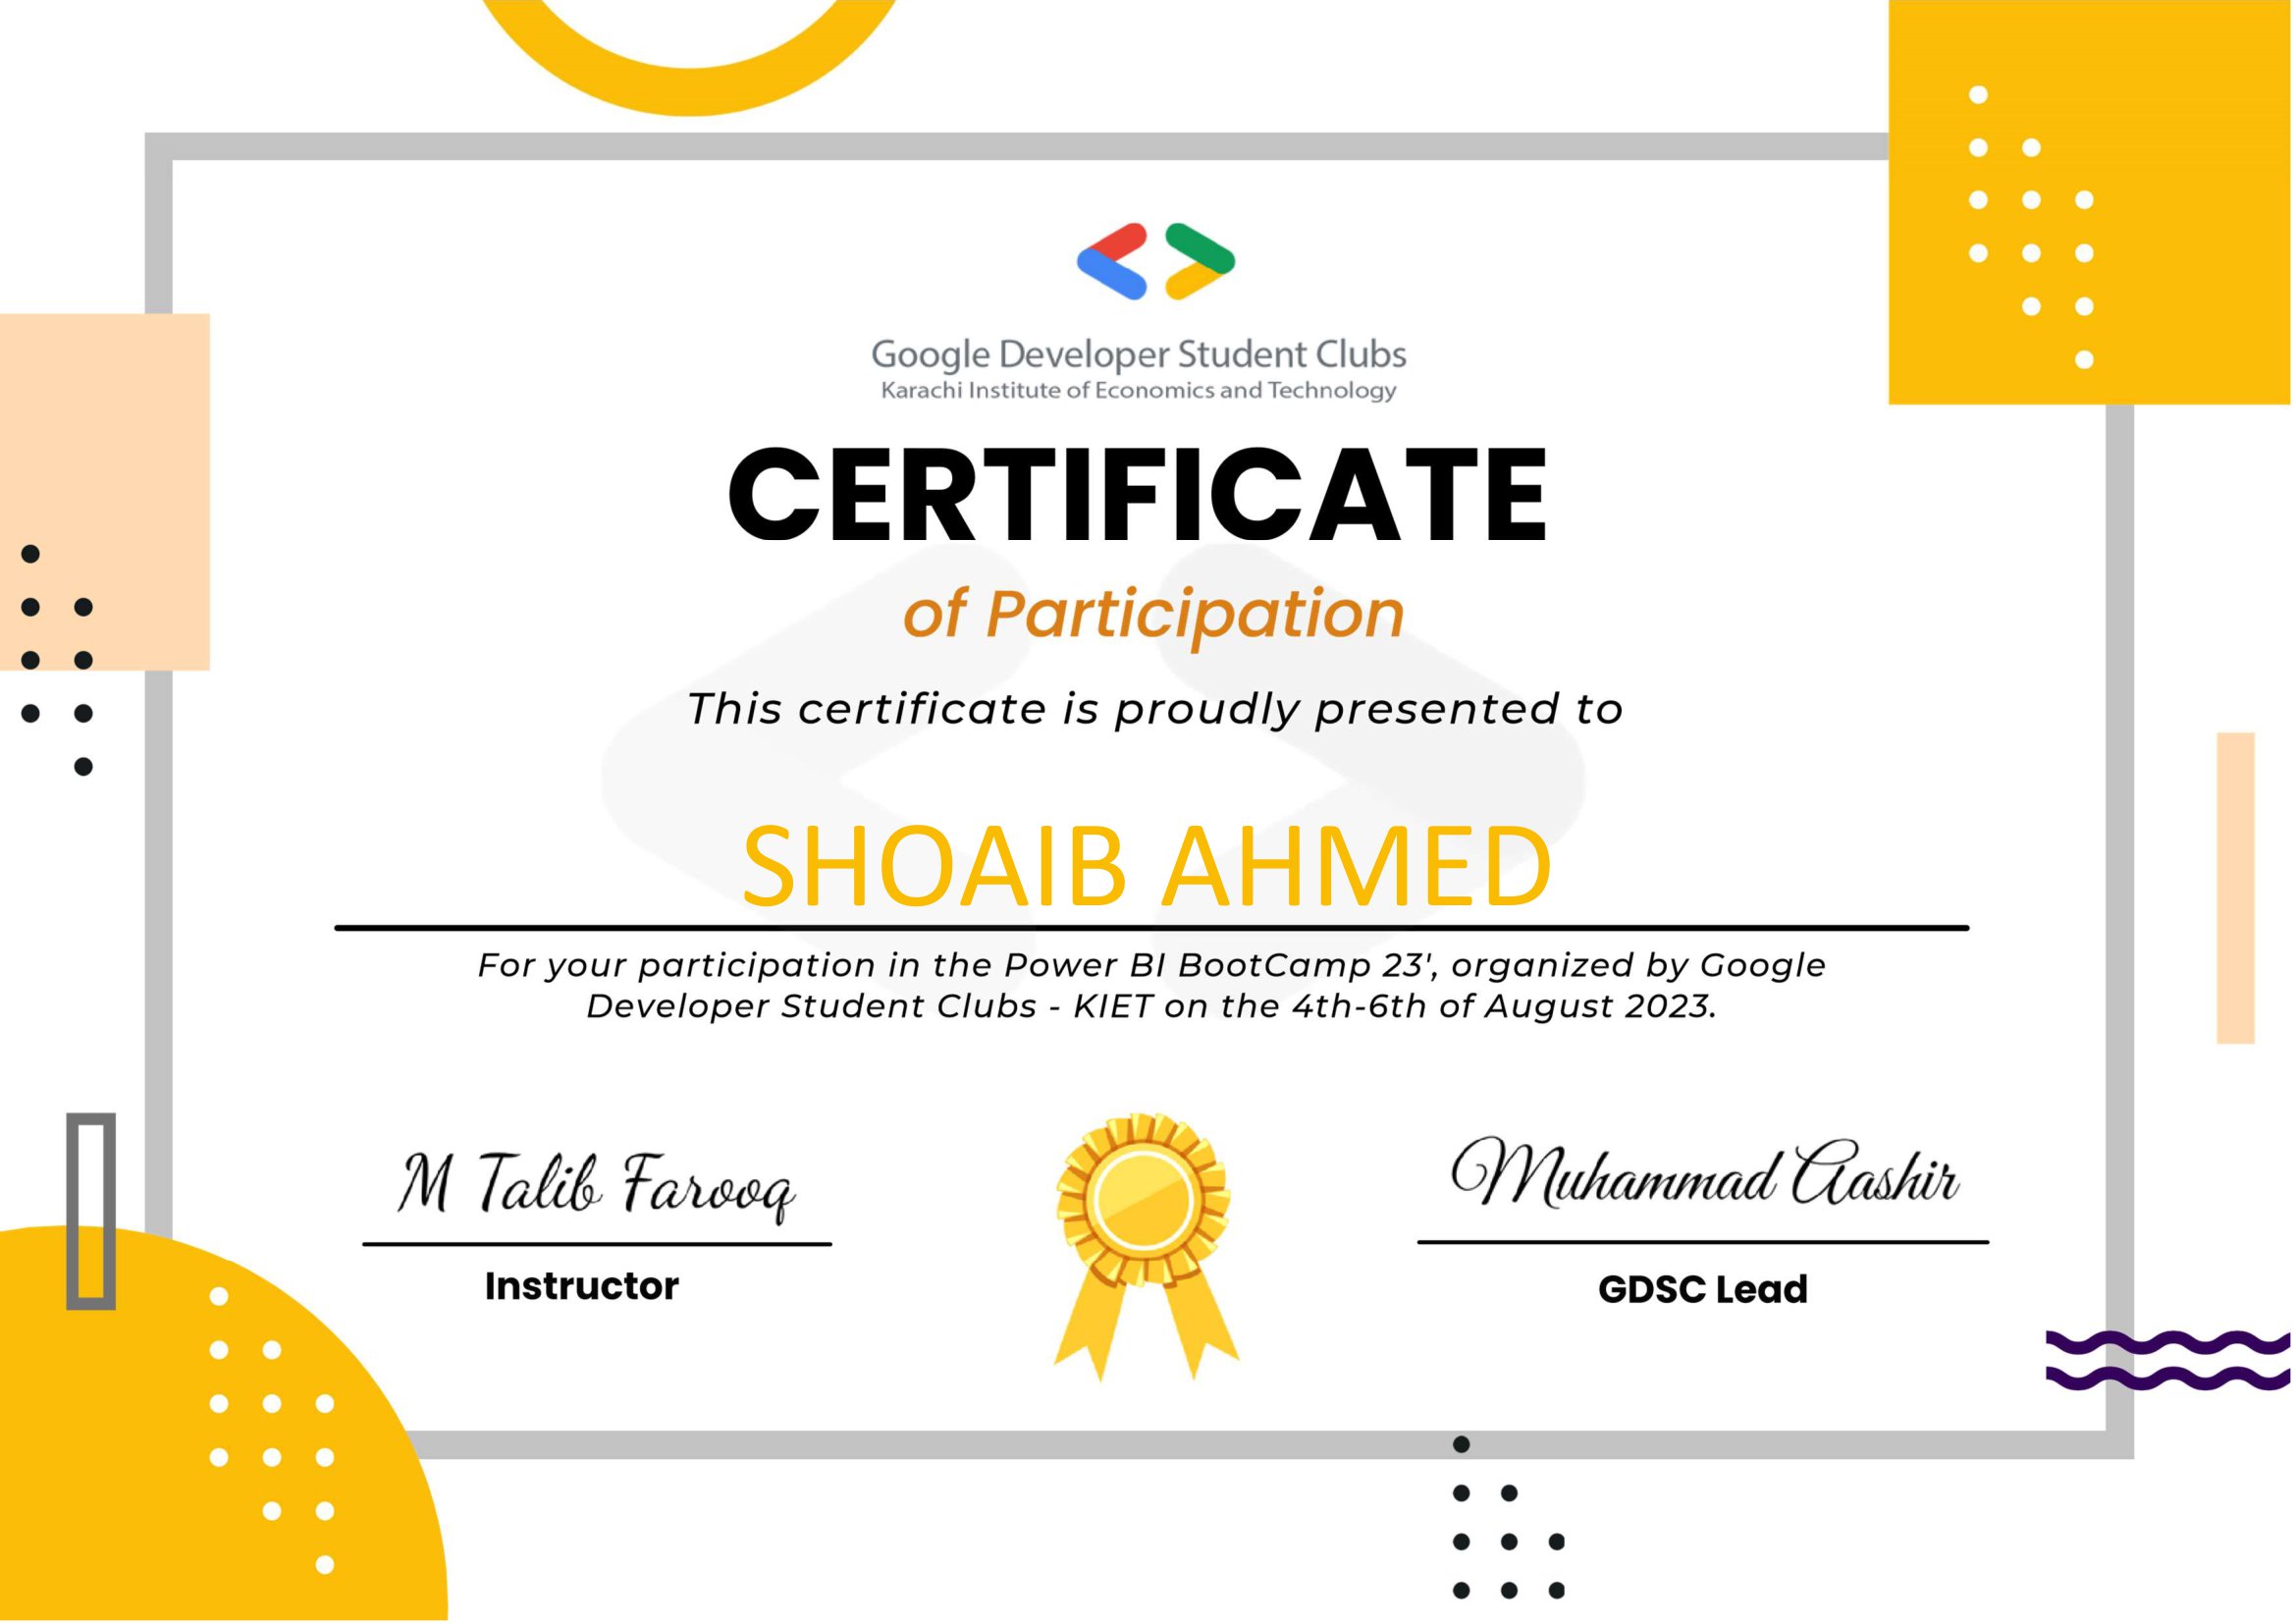 Google Developer Student Clubs
Karachi Institute of Economics and Technology
CERTIFICATE
of Participation
This certificate is proudly presented to
SHOAIB AHMED
For your participation in the Power BI BootCamp 23', organized by Google
Developer Student Clubs - KIET on the 4th-6th of August 2023.
M Talib Farooq
Instructor
Muhammad Aashir
GDSC Lead